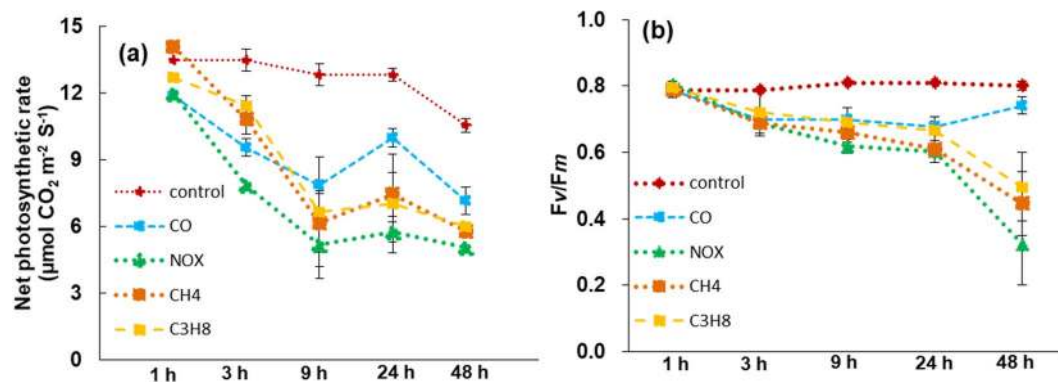 (a)
Net photosynthetic rate
(µmol CO₂ m⁻² S⁻¹)
15
12
9
6
3
0
control
CO
NOX
CH4
C3H8
1 h
3 h
9 h
24 h
48 h
(b)
Fv/Fm
1.0
0.8
0.6
0.4
0.2
0.0
control
CO
NOX
CH4
C3H8
1 h
3 h
9 h
24 h
48 h